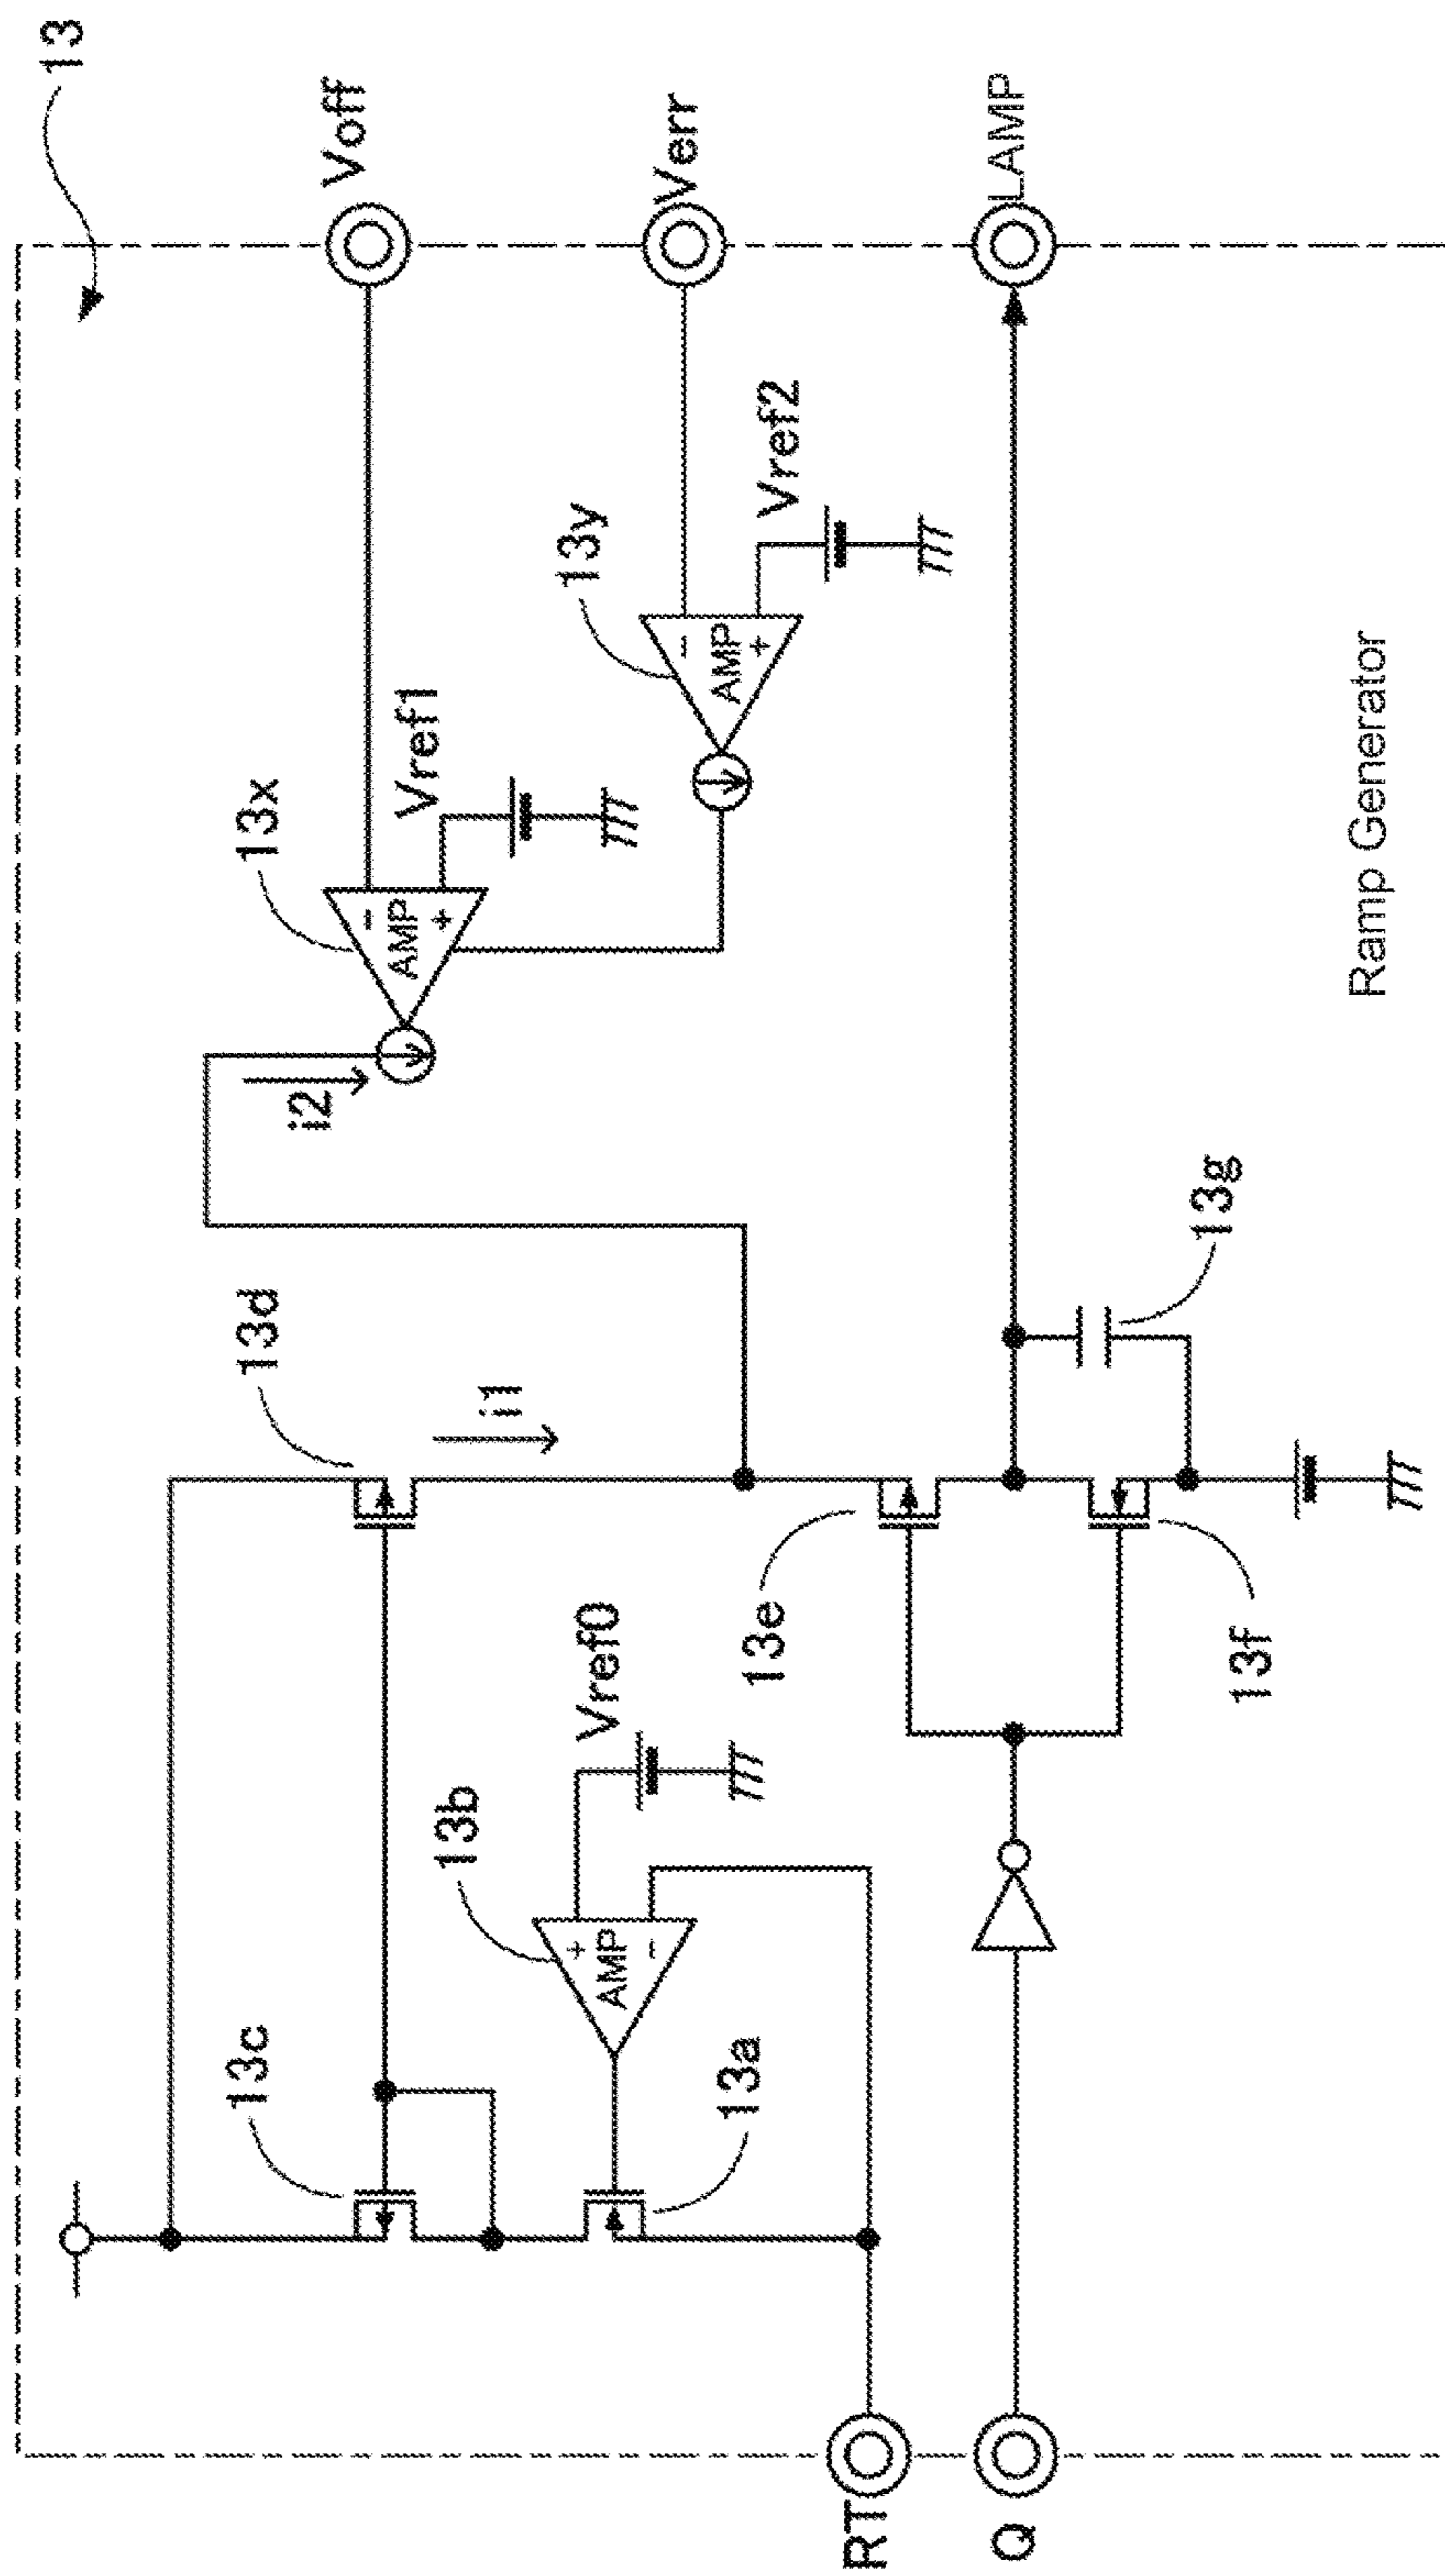 13
Voff
Verr
LAMP
13x
Vref1
AMP
-
+
13y
Vref2
AMP
-
+
i2
13d
i1
13g
13c
13b
Vref0
AMP
+
-
13a
13e
13f
RT
Q
Ramp Generator